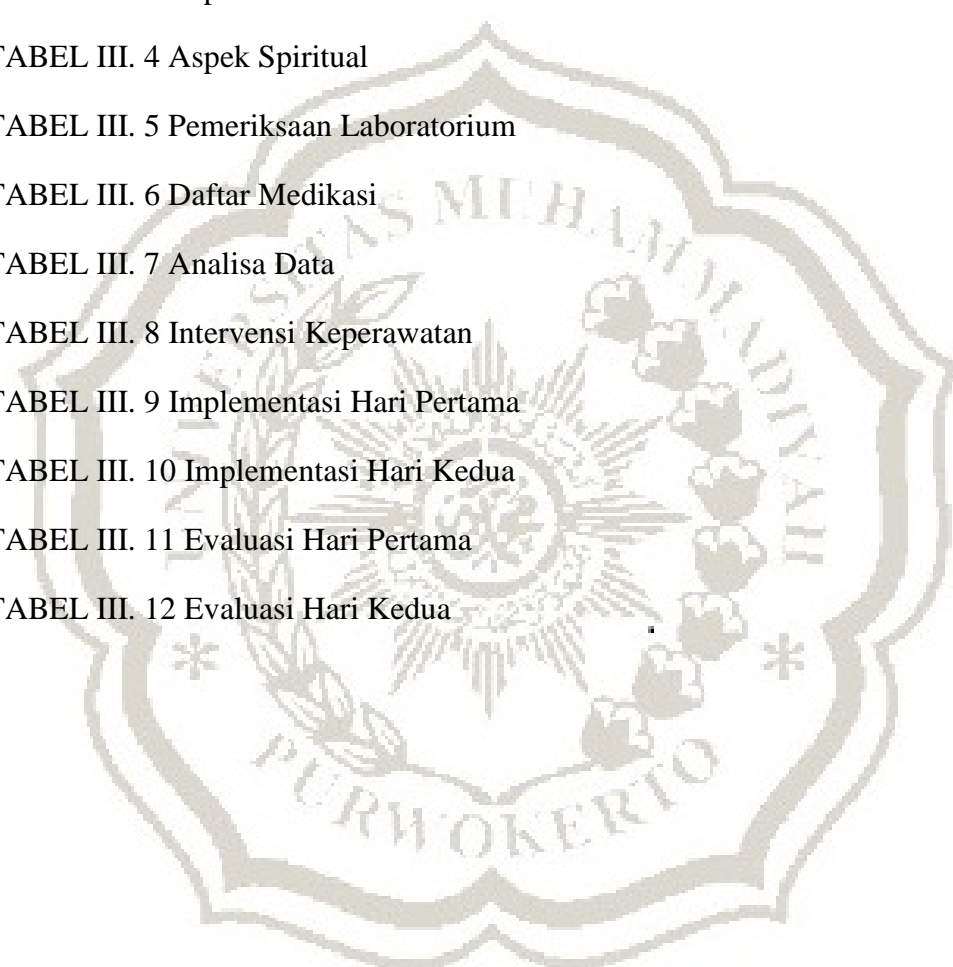 TABEL III. 4 Aspek Spiritual
TABEL III. 5 Pemeriksaan Laboratorium
TABEL III. 6 Daftar Medikasi
TABEL III. 7 Analisa Data
TABEL III. 8 Intervensi Keperawatan
TABEL III. 9 Implementasi Hari Pertama
TABEL III. 10 Implementasi Hari Kedua
TABEL III. 11 Evaluasi Hari Pertama
TABEL III. 12 Evaluasi Hari Kedua
UNIVERSITAS MUHAMMADIYAH
PURWOKERTO